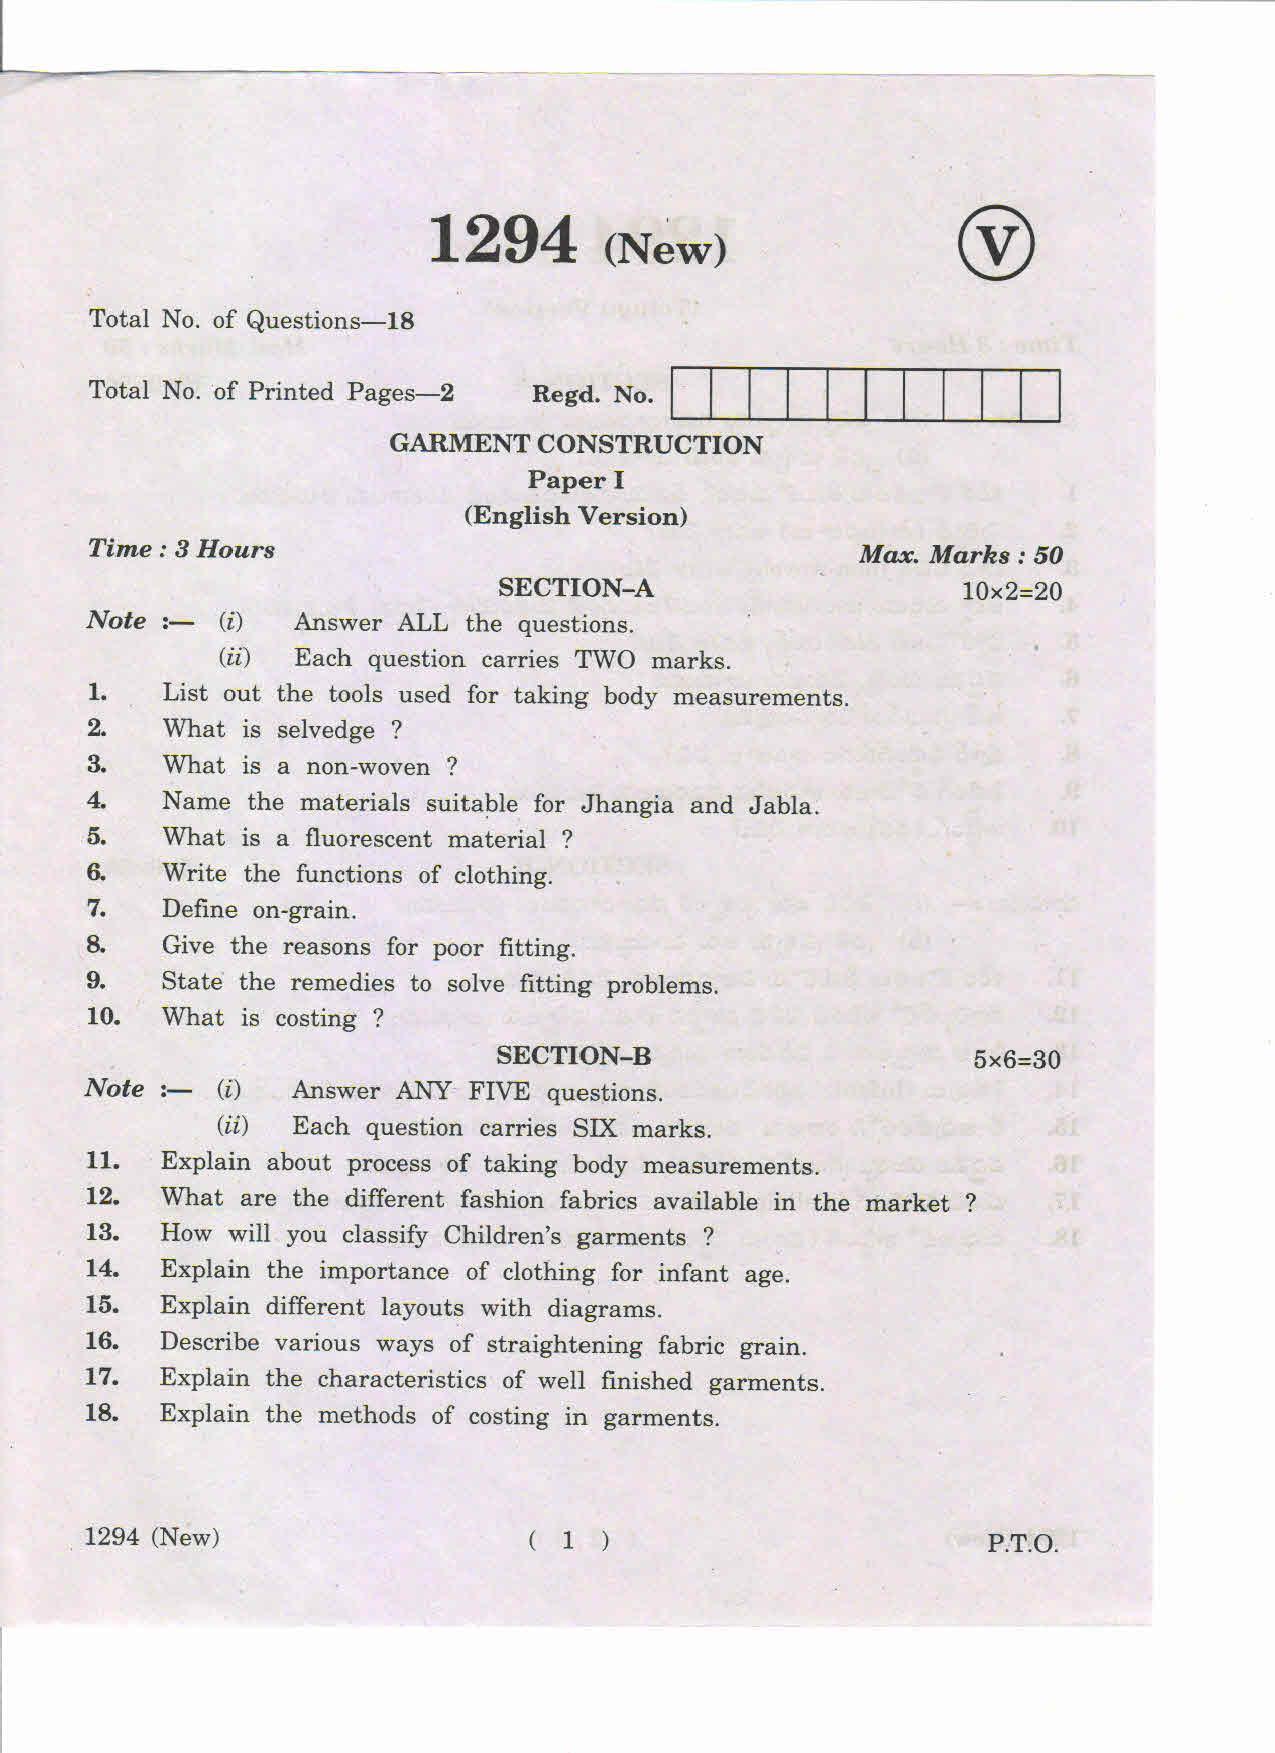 1294 (New) V
Total No. of Questions—18
Total No. of Printed Pages—2 Regd. No.
GARMENT CONSTRUCTION
Paper I
(English Version)
Time : 3 Hours Max. Marks : 50
SECTION–A 10×2=20
Note :— (i) Answer ALL the questions.
(ii) Each question carries TWO marks.
1. List out the tools used for taking body measurements.
2. What is selvedge ?
3. What is a non-woven ?
4. Name the materials suitable for Jhangia and Jabla.
5. What is a fluorescent material ?
6. Write the functions of clothing.
7. Define on-grain.
8. Give the reasons for poor fitting.
9. State the remedies to solve fitting problems.
10. What is costing ?
SECTION–B 5×6=30
Note :— (i) Answer ANY FIVE questions.
(ii) Each question carries SIX marks.
11. Explain about process of taking body measurements.
12. What are the different fashion fabrics available in the market ?
13. How will you classify Children's garments ?
14. Explain the importance of clothing for infant age.
15. Explain different layouts with diagrams.
16. Describe various ways of straightening fabric grain.
17. Explain the characteristics of well finished garments.
18. Explain the methods of costing in garments.
1294 (New) ( 1 ) P.T.O.